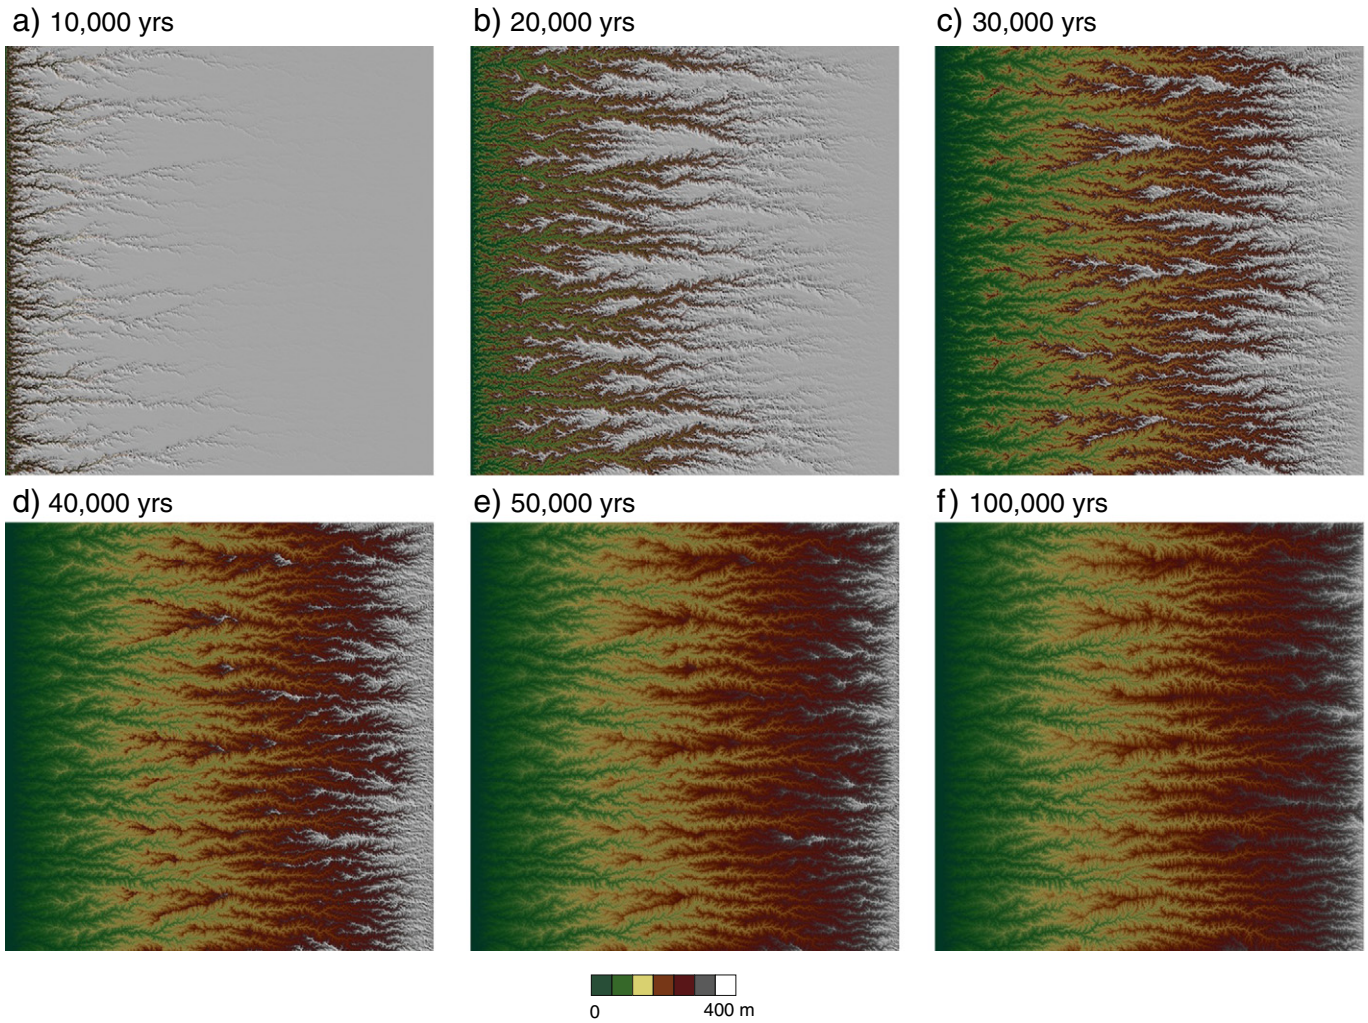 a) 10,000 yrs
b) 20,000 yrs
c) 30,000 yrs
d) 40,000 yrs
e) 50,000 yrs
f) 100,000 yrs
0
400 m